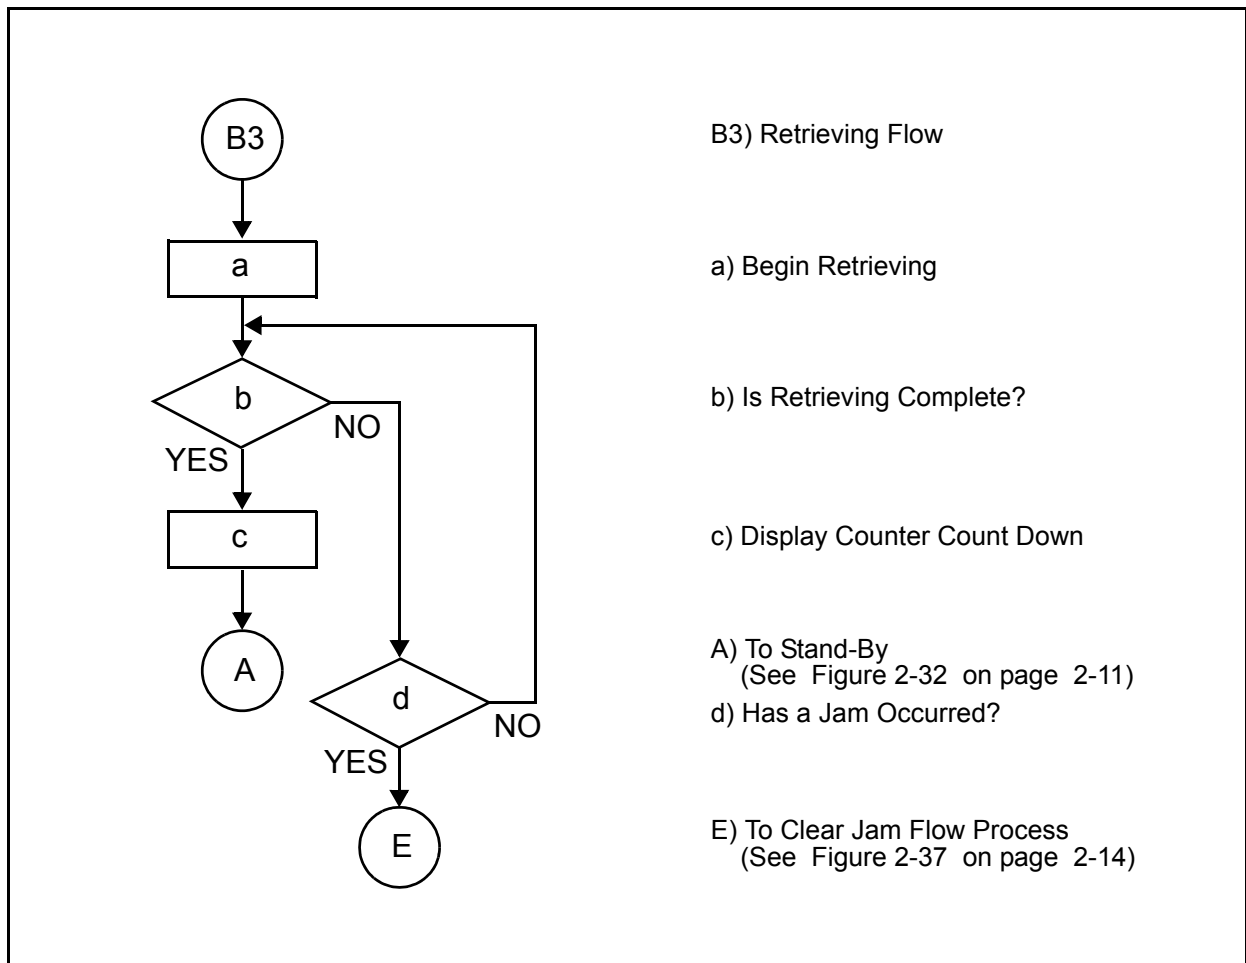 B3
B3) Retrieving Flow
a
a) Begin Retrieving
b
b) Is Retrieving Complete?
NO
YES
c
c) Display Counter Count Down
A
A) To Stand-By
(See Figure 2-32 on page 2-11)
d
d) Has a Jam Occurred?
NO
YES
E
E) To Clear Jam Flow Process
(See Figure 2-37 on page 2-14)